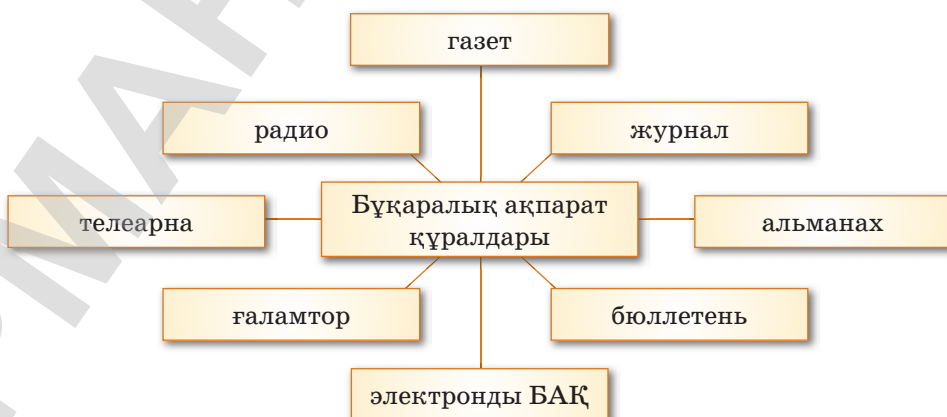 газет
радио
журнал
Бұқаралық ақпарат
құралдары
телеарна
альманах
ғаламтор
бюллетень
электронды БАҚ